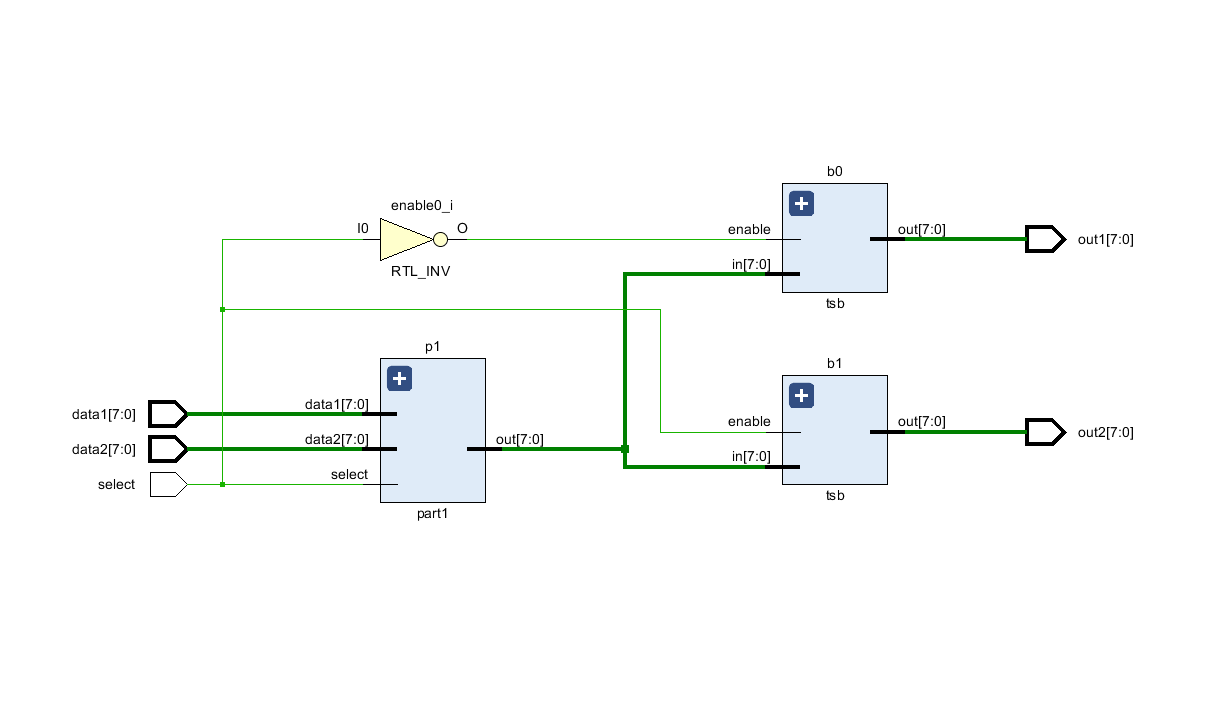 b0
enable0_i
I0
O
RTL_INV
enable
in[7:0]
out[7:0]
out1[7:0]
tsb
p1
data1[7:0]
data1[7:0]
data2[7:0]
data2[7:0]
select
select
out[7:0]
part1
b1
enable
in[7:0]
out[7:0]
out2[7:0]
tsb